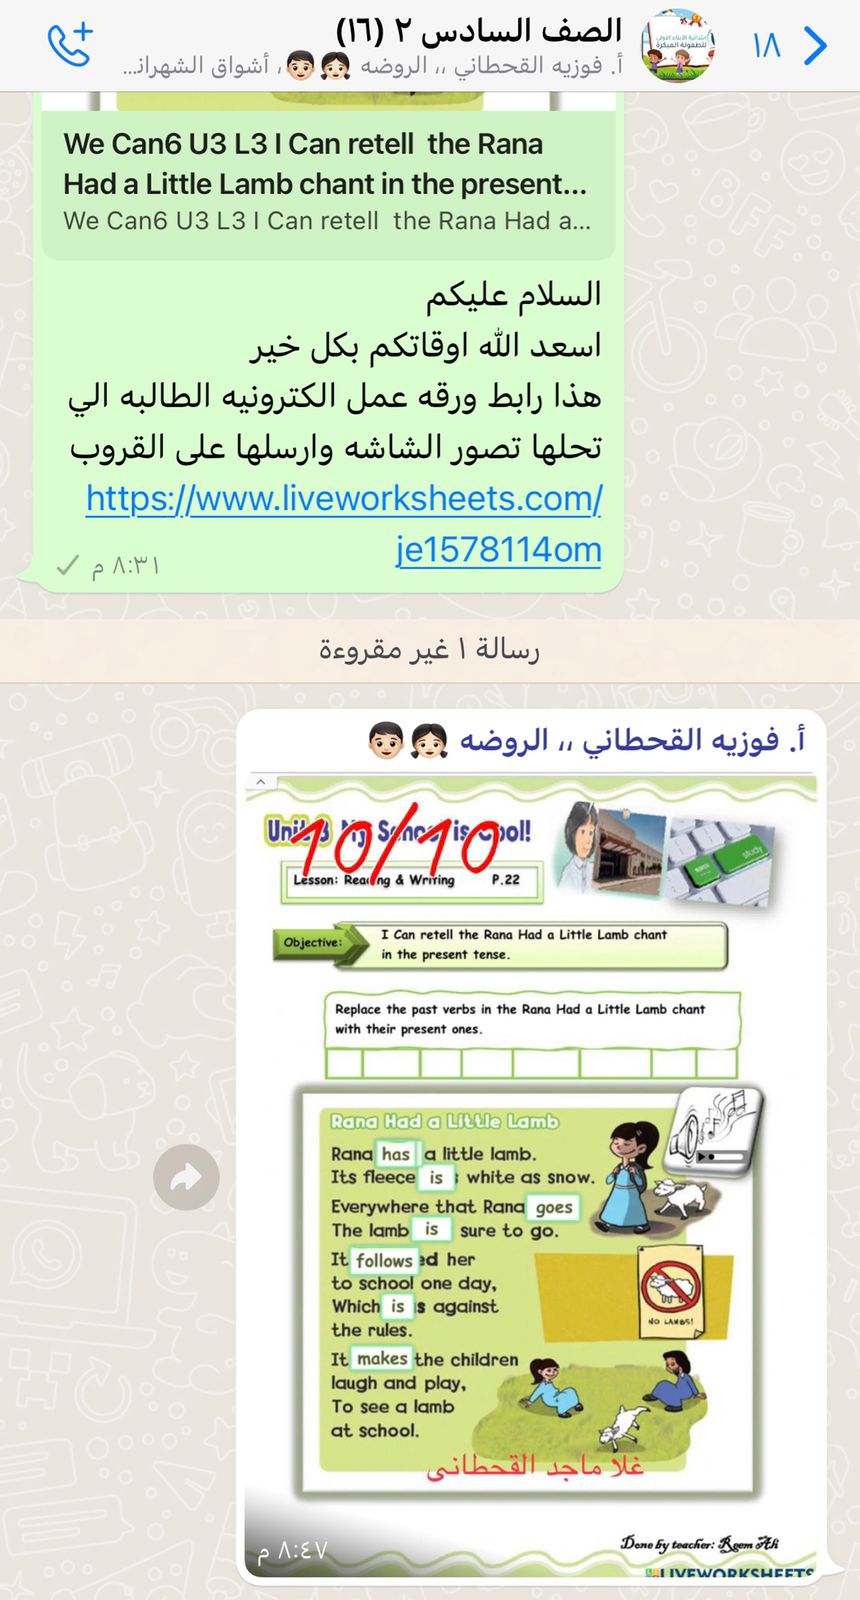 الصف السادس ٢ (١٦)
أ. فوزيه القحطاني ،، الروضه 👧🏻👦🏻، أشواق الشهران...
١٨
We Can6 U3 L3 I Can retell the Rana
Had a Little Lamb chant in the present...
We Can6 U3 L3 I Can retell the Rana Had a...
السلام عليكم
اسعد الله اوقاتكم بكل خير
هذا رابط ورقه عمل الكترونيه الطالبه الي
تحلها تصور الشاشه وارسلها على القروب
https://www.liveworksheets.com/
je1578114om
٨:٣١ م
رسالة ١ غير مقروءة
أ. فوزيه القحطاني ،، الروضه 👧🏻👦🏻
Unit 3 My School is Cool!
10/10
Lesson: Reading & Writing P.22
study
Objective:
I Can retell the Rana Had a Little Lamb chant
in the present tense.
Replace the past verbs in the Rana Had a Little Lamb chant
with their present ones.
Rana Had a Little Lamb
Rana has a little lamb.
Its fleece is white as snow.
Everywhere that Rana goes
The lamb is sure to go.
It follows ed her
to school one day,
Which is s against
the rules.
It makes the children
laugh and play,
To see a lamb
at school.
NO LAMBS!
غلا ماجد القحطاني
Done by teacher: Reem Ali
LIVEWORKSHEETS
٨:٤٧ م